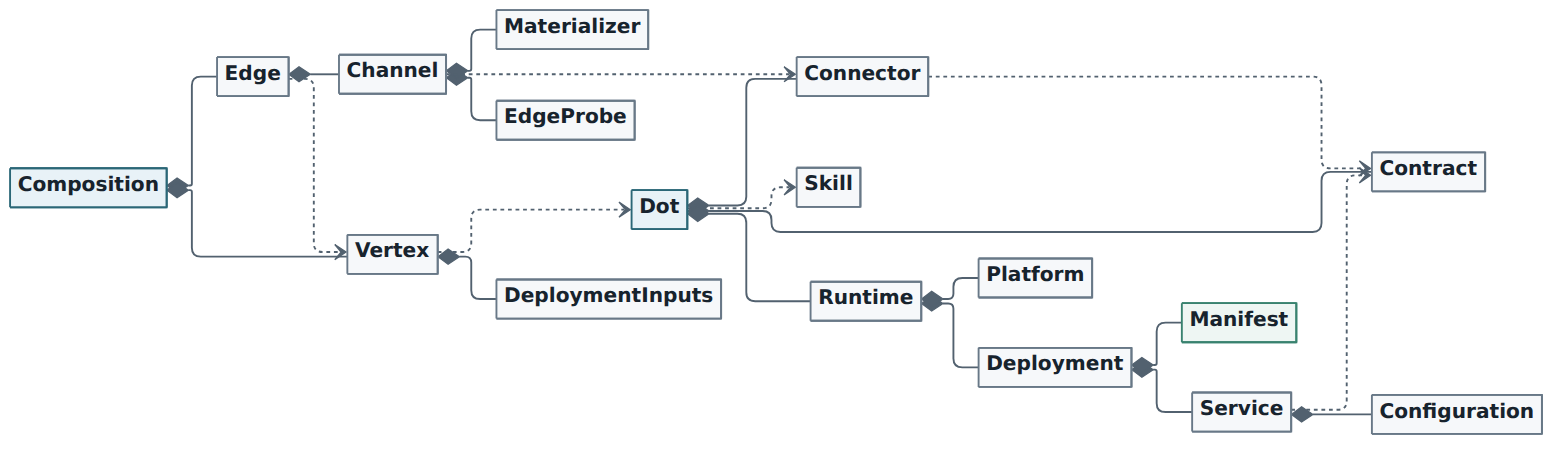 Materializer
Edge
Channel
Connector
EdgeProbe
Composition
Skill
Contract
Dot
Vertex
DeploymentInputs
Platform
Runtime
Manifest
Deployment
Service
Configuration